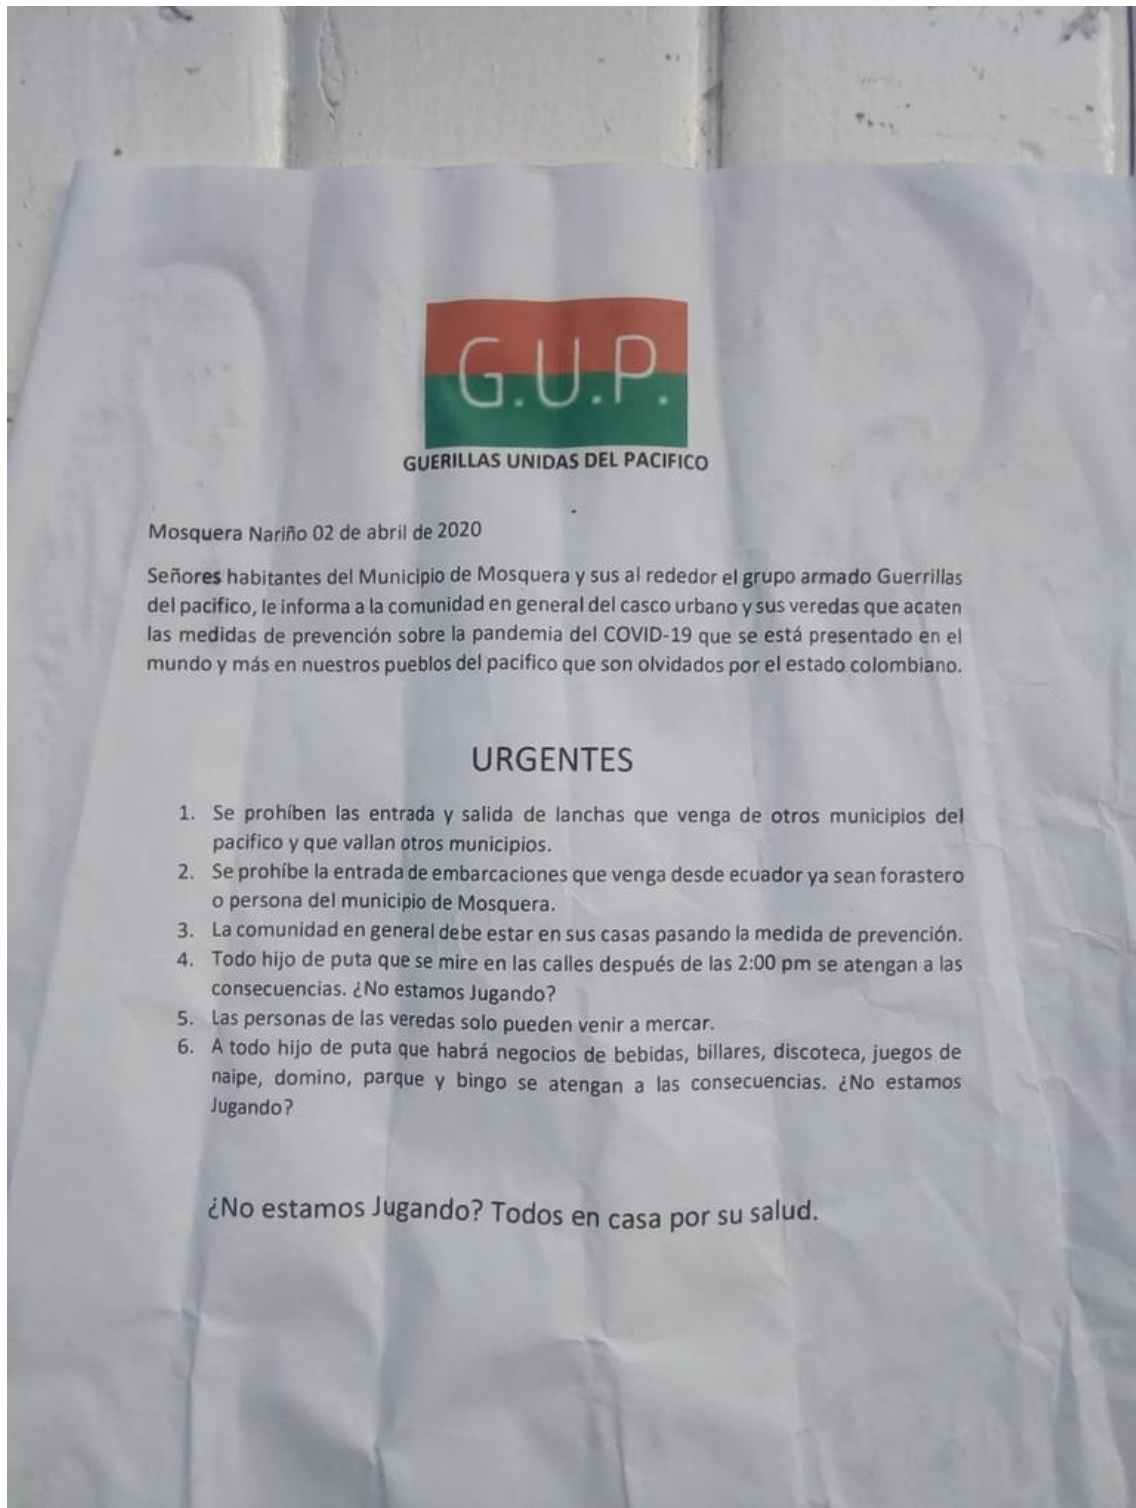 G.U.P.
GUERILLAS UNIDAS DEL PACIFICO
Mosquera Nariño 02 de abril de 2020
Señores habitantes del Municipio de Mosquera y sus al rededor el grupo armado Guerrillas
del pacifico, le informa a la comunidad en general del casco urbano y sus veredas que acaten
las medidas de prevención sobre la pandemia del COVID-19 que se está presentado en el
mundo y más en nuestros pueblos del pacifico que son olvidados por el estado colombiano.
URGENTES
1. Se prohíben las entrada y salida de lanchas que venga de otros municipios del
pacifico y que vallan otros municipios.
2. Se prohíbe la entrada de embarcaciones que venga desde ecuador ya sean forastero
o persona del municipio de Mosquera.
3. La comunidad en general debe estar en sus casas pasando la medida de prevención.
4. Todo hijo de puta que se mire en las calles después de las 2:00 pm se atengan a las
consecuencias. ¿No estamos Jugando?
5. Las personas de las veredas solo pueden venir a mercar.
6. A todo hijo de puta que habrá negocios de bebidas, billares, discoteca, juegos de
naipe, domino, parque y bingo se atengan a las consecuencias. ¿No estamos
Jugando?
¿No estamos Jugando? Todos en casa por su salud.